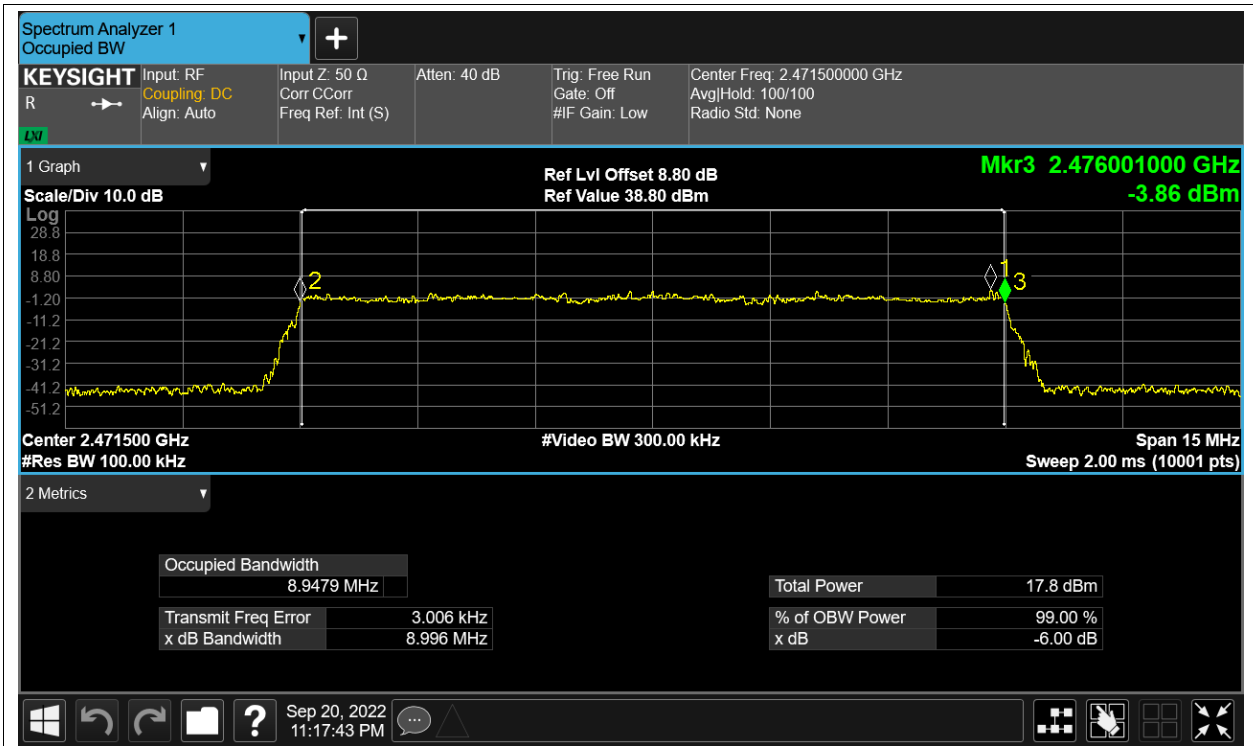 Spectrum Analyzer 1
Occupied BW
KEYSIGHT
R
LXI
Input: RF
Coupling: DC
Align: Auto
Input Z: 50 Ω
Corr CCorr
Freq Ref: Int (S)
Atten: 40 dB
Trig: Free Run
Gate: Off
#IF Gain: Low
Center Freq: 2.471500000 GHz
Avg|Hold: 100/100
Radio Std: None
1 Graph
Scale/Div 10.0 dB
Ref Lvl Offset 8.80 dB
Ref Value 38.80 dBm
Mkr3 2.476001000 GHz
-3.86 dBm
Log
28.8
18.8
8.80
-1.20
-11.2
-21.2
-31.2
-41.2
-51.2
2
1
3
Center 2.471500 GHz
#Video BW 300.00 kHz
Span 15 MHz
#Res BW 100.00 kHz
Sweep 2.00 ms (10001 pts)
2 Metrics
Occupied Bandwidth
8.9479 MHz
Transmit Freq Error 3.006 kHz
x dB Bandwidth 8.996 MHz
Total Power 17.8 dBm
% of OBW Power 99.00 %
x dB -6.00 dB
?
Sep 20, 2022
11:17:43 PM